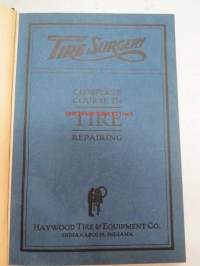 TIRE SURGERY
COMPLETE
COURSE IN
TIRE
REPAIRING
HAYWOOD TIRE & EQUIPMENT CO.
INDIANAPOLIS, INDIANA